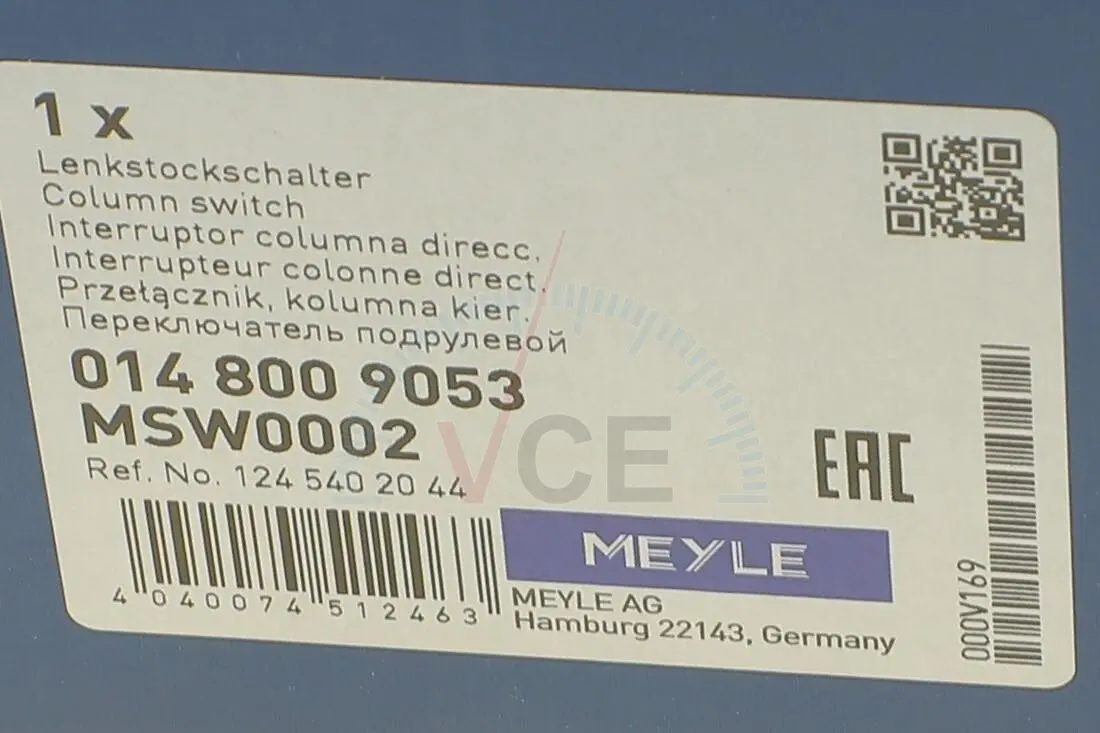 1 x
Lenkstockschalter
Column switch
Interruptor columna direcc.
Interrupteur colonne direct.
Przełącznik, kolumna kier.
Переключатель подрулевой
014 800 9053
MSW0002
Ref. No. 124 540 20 44
VCE
EAC
4 040074 512463
MEYLE
MEYLE AG
Hamburg 22143, Germany
000V169